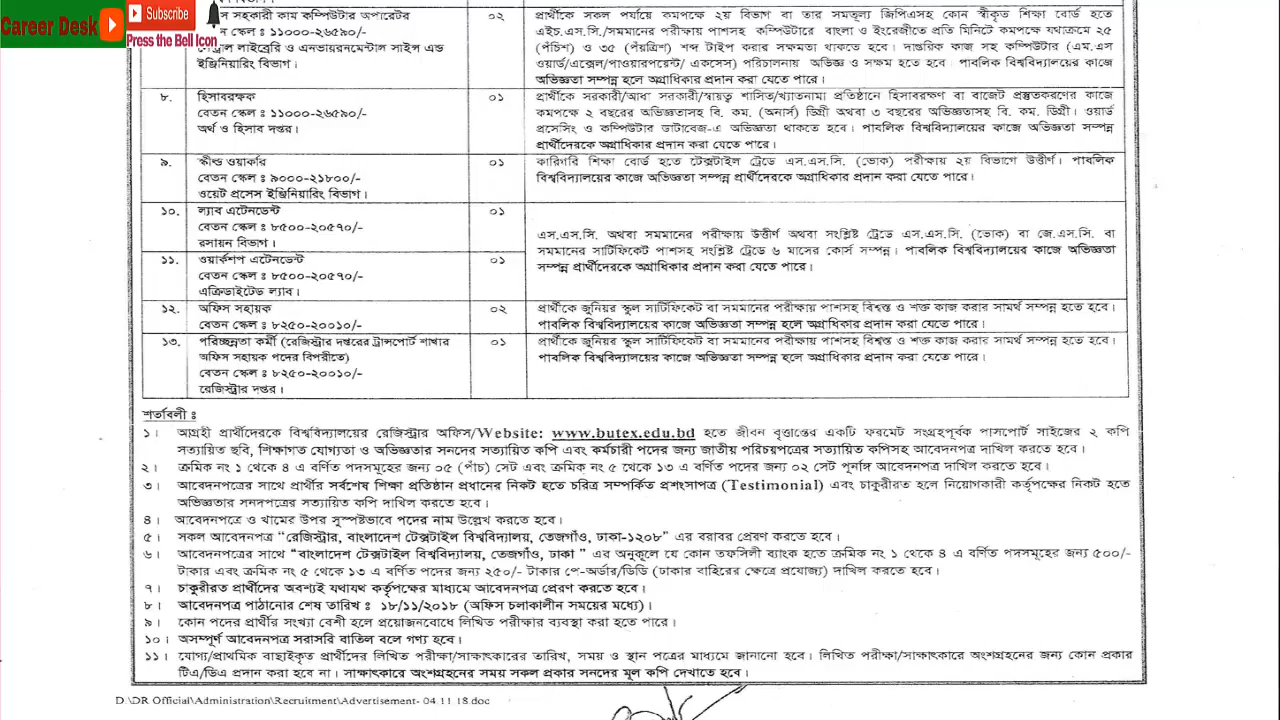 Career Desk
Subscribe
Press the Bell Icon
সহকারী কাম কম্পিউটার অপারেটর
০২
প্রার্থীকে সকল পর্যায়ে কমপক্ষে ২য় বিভাগ বা তার সমতুল্য জিপিএসহ কোন স্বীকৃত শিক্ষা বোর্ড হতে
বেতন স্কেল ঃ ১১০০০-২৬৫৯০/-
এইচ.এস.সি./সমমানের পরীক্ষায় পাশসহ কম্পিউটারে বাংলা ও ইংরেজীতে প্রতি মিনিটে কমপক্ষে যথাক্রমে ২৫
লাইব্রেরি ও এনভায়রনমেন্টাল সাইন্স এন্ড
(পঁচিশ) ও ৩৫ (পঁয়ত্রিশ) শব্দ টাইপ করার সক্ষমতা থাকতে হবে। দাপ্তরিক কাজ সহ কম্পিউটার (এম.এস
ইঞ্জিনিয়ারিং বিভাগ।
ওয়ার্ড/এক্সেল/পাওয়ারপয়েন্ট/ একসেস) পরিচালনায় অভিজ্ঞ ও সক্ষম হতে হবে। পাবলিক বিশ্ববিদ্যালয়ের কাজে
অভিজ্ঞতা সম্পন্ন হলে অগ্রাধিকার প্রদান করা যেতে পারে।
৮.
হিসাবরক্ষক
০১
প্রার্থীকে সরকারী/আধা সরকারী/স্বায়ত্ব শাসিত/খ্যাতনামা প্রতিষ্ঠানে হিসাবরক্ষণ বা বাজেট প্রস্তুতকরণের কাজে
বেতন স্কেল ঃ ১১০০০-২৬৫৯০/-
কমপক্ষে ২ বছরের অভিজ্ঞতাসহ বি. কম. (অনার্স) ডিগ্রী অথবা ৩ বছরের অভিজ্ঞতাসহ বি. কম. ডিগ্রী। ওয়ার্ড
অর্থ ও হিসাব দপ্তর।
প্রসেসিং ও কম্পিউটার ডাটাবেজ-এ অভিজ্ঞতা থাকতে হবে। পাবলিক বিশ্ববিদ্যালয়ের কাজে অভিজ্ঞতা সম্পন্ন
প্রার্থীদেরকে অগ্রাধিকার প্রদান করা যেতে পারে।
৯.
স্কীল্ড ওয়ার্কার
০১
কারিগরি শিক্ষা বোর্ড হতে টেক্সটাইল ট্রেডে এস.এস.সি. (ভোক) পরীক্ষায় ২য় বিভাগে উত্তীর্ণ। পাবলিক
বেতন স্কেল ঃ ৯০০০-২১৮০০/-
বিশ্ববিদ্যালয়ের কাজে অভিজ্ঞতা সম্পন্ন প্রার্থীদেরকে অগ্রাধিকার প্রদান করা যেতে পারে।
ওয়েট প্রসেস ইঞ্জিনিয়ারিং বিভাগ।
১০.
ল্যাব এটেনডেন্ট
০১
বেতন স্কেল ঃ ৮৫০০-২০৫৭০/-
রসায়ন বিভাগ।
এস.এস.সি. অথবা সমমানের পরীক্ষায় উত্তীর্ণ অথবা সংশ্লিষ্ট ট্রেডে এস.এস.সি. (ভোক) বা জে.এস.সি. বা
সমমানের সার্টিফিকেট পাশসহ সংশ্লিষ্ট ট্রেডে ৬ মাসের কোর্স সম্পন্ন। পাবলিক বিশ্ববিদ্যালয়ের কাজে অভিজ্ঞতা
সম্পন্ন প্রার্থীদেরকে অগ্রাধিকার প্রদান করা যেতে পারে।
১১.
ওয়ার্কশপ এটেনডেন্ট
০১
বেতন স্কেল ঃ ৮৫০০-২০৫৭০/-
এক্রিডাইটেড ল্যাব।
১২.
অফিস সহায়ক
০২
প্রার্থীকে জুনিয়র স্কুল সার্টিফিকেট বা সমমানের পরীক্ষায় পাশসহ বিশ্বস্ত ও শক্ত কাজ করার সামর্থ সম্পন্ন হতে হবে।
বেতন স্কেল ঃ ৮২৫০-২০০১০/-
পাবলিক বিশ্ববিদ্যালয়ের কাজে অভিজ্ঞতা সম্পন্ন হলে অগ্রাধিকার প্রদান করা যেতে পারে।
১৩.
পরিচ্ছন্নতা কর্মী (রেজিস্ট্রার দপ্তরের ট্রান্সপোর্ট শাখার
০১
প্রার্থীকে জুনিয়র স্কুল সার্টিফিকেট বা সমমানের পরীক্ষায় পাশসহ বিশ্বস্ত ও শক্ত কাজ করার সামর্থ সম্পন্ন হতে হবে।
অফিস সহায়ক পদের বিপরীতে)
পাবলিক বিশ্ববিদ্যালয়ের কাজে অভিজ্ঞতা সম্পন্ন হলে অগ্রাধিকার প্রদান করা যেতে পারে।
বেতন স্কেল ঃ ৮২৫০-২০০১০/-
রেজিস্ট্রার দপ্তর।
শর্তাবলী ঃ
১। আগ্রহী প্রার্থীদেরকে বিশ্ববিদ্যালয়ের রেজিস্ট্রার অফিস/Website: www.butex.edu.bd হতে জীবন বৃত্তান্তের একটি ফরমেট সংগ্রহপূর্বক পাসপোর্ট সাইজের ২ কপি
সত্যায়িত ছবি, শিক্ষাগত যোগ্যতা ও অভিজ্ঞতার সনদের সত্যায়িত কপি এবং কর্মচারী পদের জন্য জাতীয় পরিচয়পত্রের সত্যায়িত কপিসহ আবেদনপত্র দাখিল করতে হবে।
২। ক্রমিক নং ১ থেকে ৪ এ বর্ণিত পদসমূহের জন্য ০৫ (পাঁচ) সেট এবং ক্রমিক নং ৫ থেকে ১৩ এ বর্ণিত পদের জন্য ০২ সেট পূর্ণাঙ্গ আবেদনপত্র দাখিল করতে হবে।
৩। আবেদনপত্রের সাথে প্রার্থীর সর্বশেষ শিক্ষা প্রতিষ্ঠান প্রধানের নিকট হতে চরিত্র সম্পর্কিত প্রশংসাপত্র (Testimonial) এবং চাকুরীরত হলে নিয়োগকারী কর্তৃপক্ষের নিকট হতে
অভিজ্ঞতার সনদপত্রের সত্যায়িত কপি দাখিল করতে হবে।
৪। আবেদনপত্রে ও খামের উপর সুস্পষ্টভাবে পদের নাম উল্লেখ করতে হবে।
৫। সকল আবেদনপত্র "রেজিস্ট্রার, বাংলাদেশ টেক্সটাইল বিশ্ববিদ্যালয়, তেজগাঁও, ঢাকা-১২০৮" এর বরাবর প্রেরণ করতে হবে।
৬। আবেদনপত্রের সাথে "বাংলাদেশ টেক্সটাইল বিশ্ববিদ্যালয়, তেজগাঁও, ঢাকা " এর অনুকূলে যে কোন তফসিলী ব্যাংক হতে ক্রমিক নং ১ থেকে ৪ এ বর্ণিত পদসমূহের জন্য ৫০০/-
টাকার এবং ক্রমিক নং ৫ থেকে ১৩ এ বর্ণিত পদের জন্য ২৫০/- টাকার পে-অর্ডার/ডিডি (ঢাকার বাহিরের ক্ষেত্রে প্রযোজ্য) দাখিল করতে হবে।
৭। চাকুরীরত প্রার্থীদের অবশ্যই যথাযথ কর্তৃপক্ষের মাধ্যমে আবেদনপত্র প্রেরণ করতে হবে।
৮। আবেদনপত্র পাঠানোর শেষ তারিখ ঃ ১৮/১১/২০১৮ (অফিস চলাকালীন সময়ের মধ্যে)।
৯। কোন পদের প্রার্থীর সংখ্যা বেশী হলে প্রয়োজনবোধে লিখিত পরীক্ষার ব্যবস্থা করা হতে পারে।
১০। অসম্পূর্ণ আবেদনপত্র সরাসরি বাতিল বলে গণ্য হবে।
১১। যোগ্য/প্রাথমিক বাছাইকৃত প্রার্থীদের লিখিত পরীক্ষা/সাক্ষাৎকারের তারিখ, সময় ও স্থান পত্রের মাধ্যমে জানানো হবে। লিখিত পরীক্ষা/সাক্ষাৎকারে অংশগ্রহনের জন্য কোন প্রকার
টিএ/ডিএ প্রদান করা হবে না। সাক্ষাৎকারে অংশগ্রহনের সময় সকল প্রকার সনদের মূল কপি দেখাতে হবে।
D:\DR Official\Administration\Recruitment\Advertisement- 04.11.18.doc